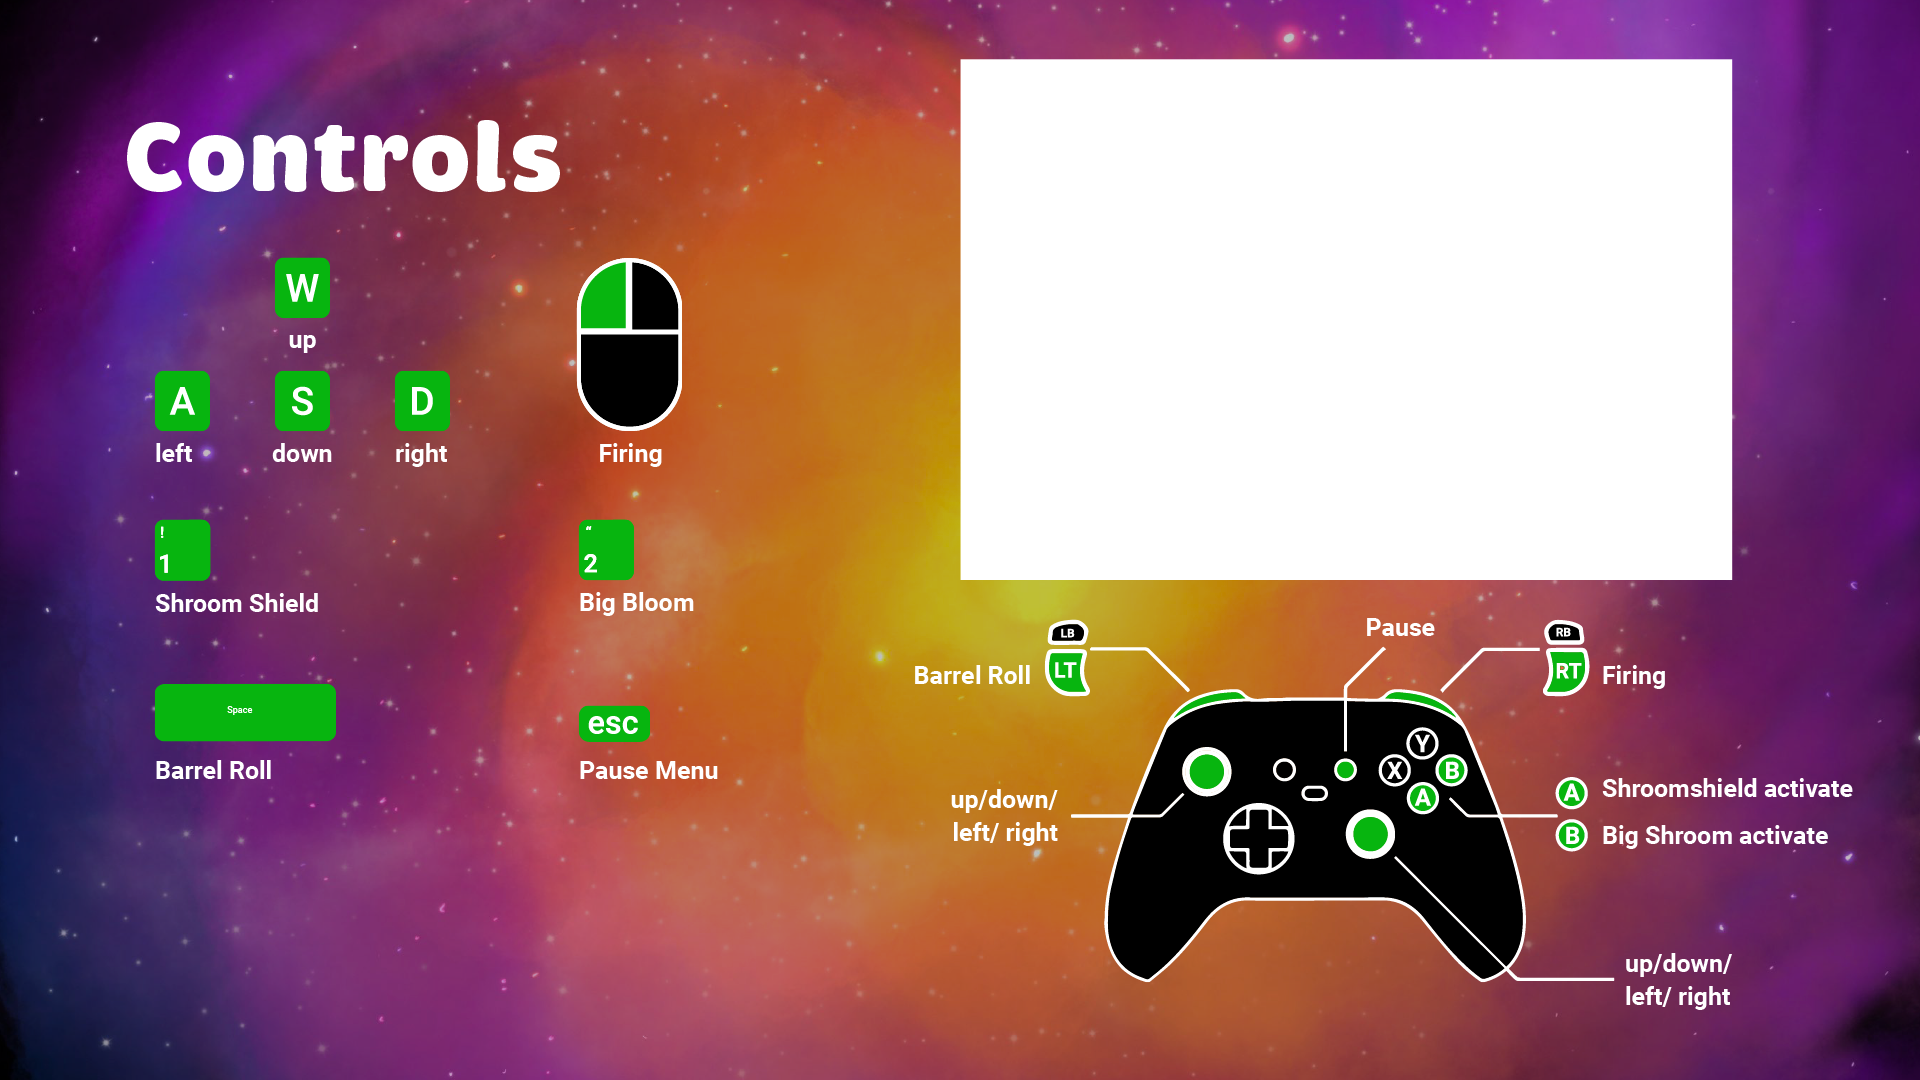 Controls
W
up
A S D
left down right
Firing
!
1
Shroom Shield
“
2
Big Bloom
Space
Barrel Roll
esc
Pause Menu
LB
LT
Barrel Roll
Pause
RB
RT
Firing
Y
X B
A
up/down/
left/ right
A Shroomshield activate
B Big Shroom activate
up/down/
left/ right